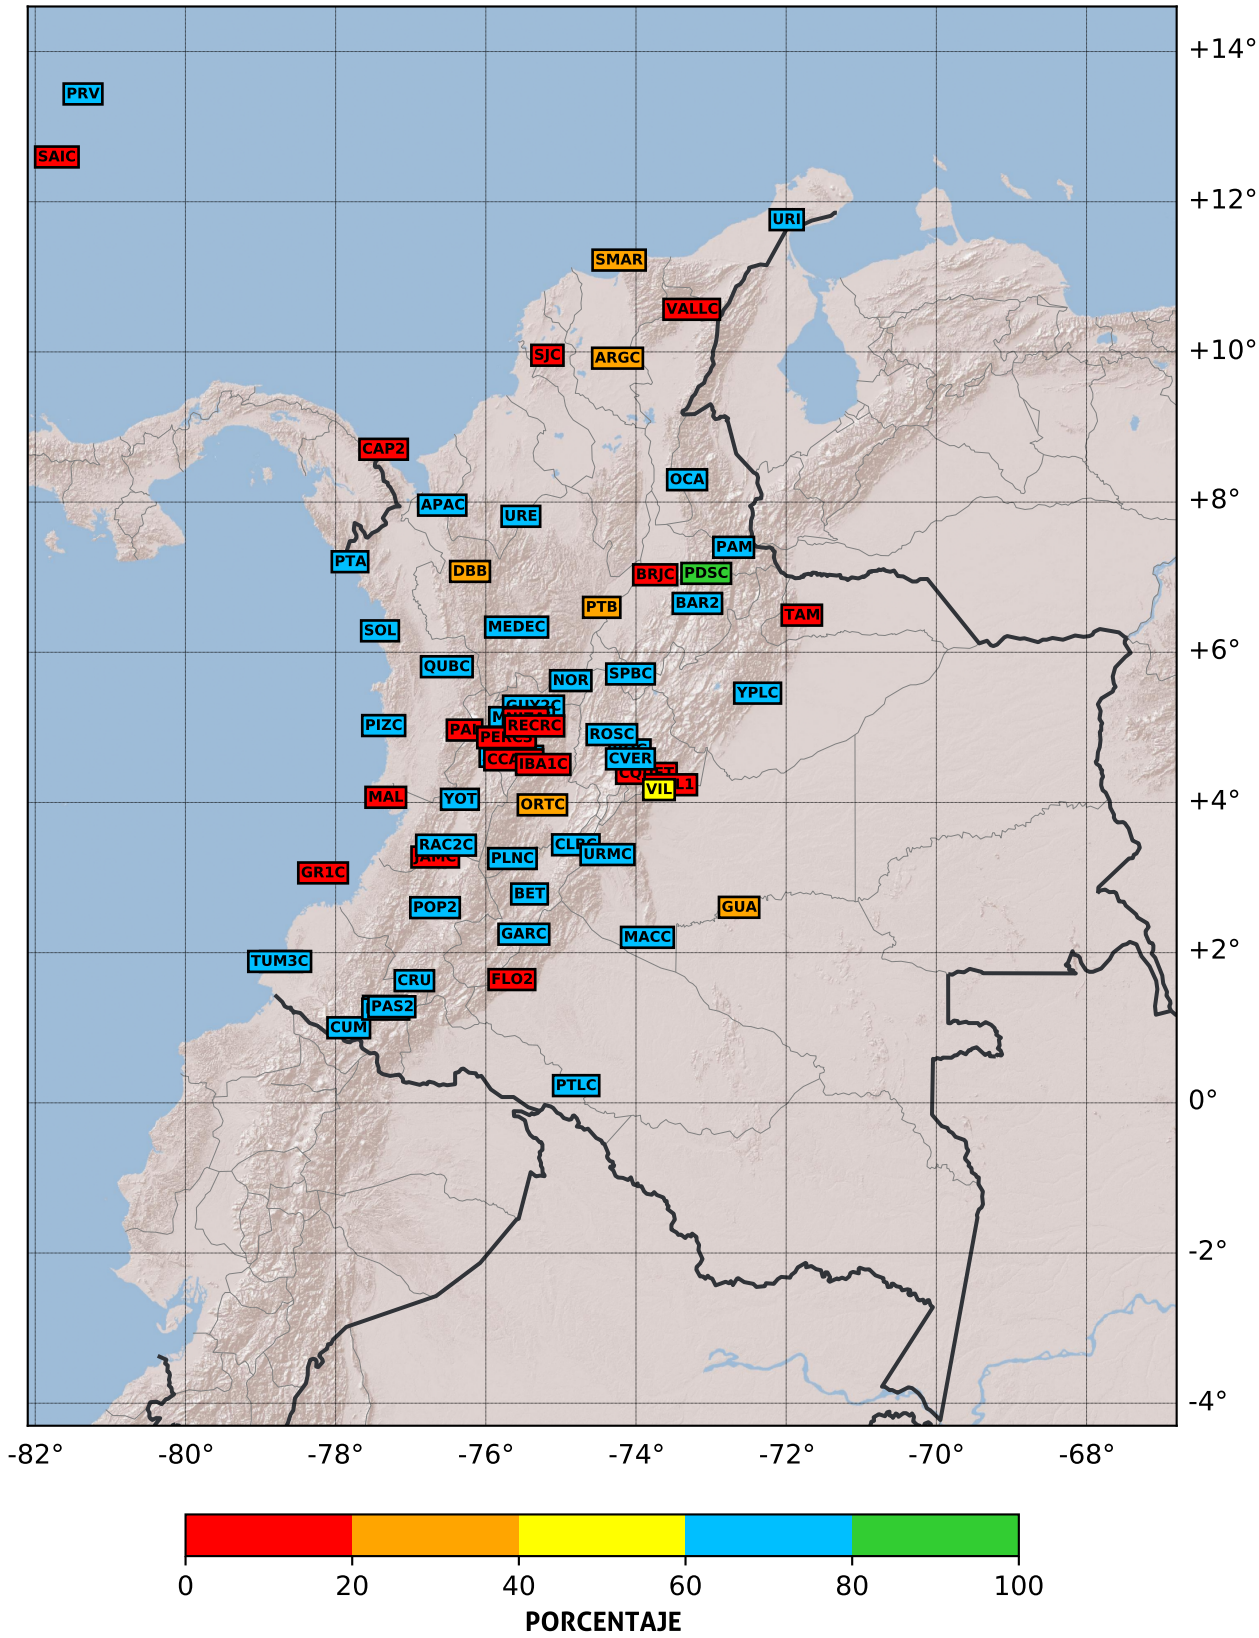 +14°
PRV
SAIC
+12°
URI
SMAR
VALLC
SJC
ARGC
+10°
CAP2
OCA
+8°
APAC
URE
PAM
PTA
DBB
BRJC
PDSC
PTB
BAR2
TAM
SOL
MEDEC
QUBC
SPBC
+6°
NOR
YPLC
PIZC
RECRC
ROSC
CVER
IBA1C
VIL
MAL
YOT
ORTC
+4°
RAC2C
PLNC
URMC
GR1C
BET
POP2
GUA
GARC
MACC
+2°
TUM3C
CRU
FLO2
PAS2
CUM
PTLC
0°
-2°
-4°
-82° -80° -78° -76° -74° -72° -70° -68°
0 20 40 60 80 100
PORCENTAJE